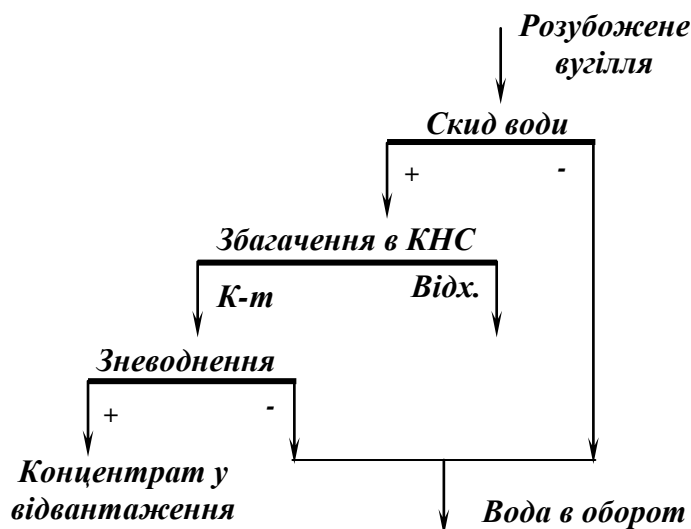 Розубожене
вугілля
Скид води
+ -
Збагачення в КНС
К-т Відх.
Зневоднення
+ -
Концентрат у
відвантаження
Вода в оборот